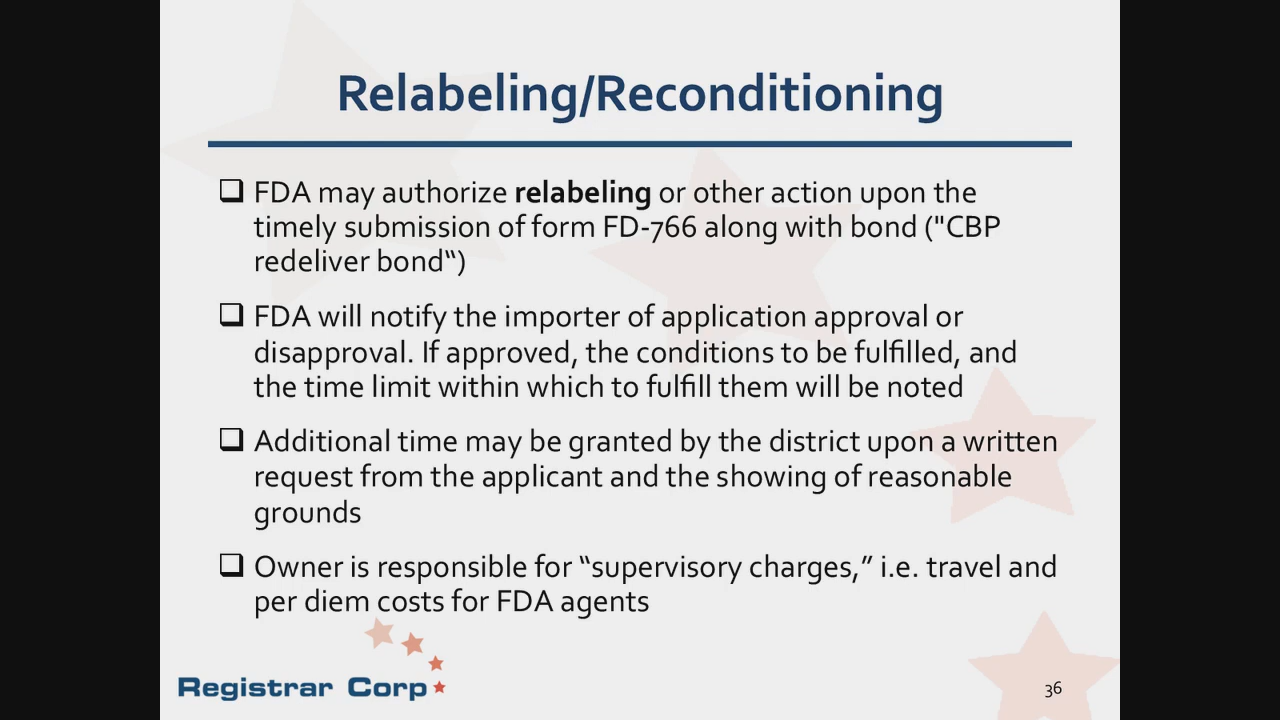 Relabeling/Reconditioning
FDA may authorize relabeling or other action upon the
timely submission of form FD-766 along with bond ("CBP
redeliver bond“)
FDA will notify the importer of application approval or
disapproval. If approved, the conditions to be fulfilled, and
the time limit within which to fulfill them will be noted
Additional time may be granted by the district upon a written
request from the applicant and the showing of reasonable
grounds
Owner is responsible for “supervisory charges,” i.e. travel and
per diem costs for FDA agents
Registrar Corp
36